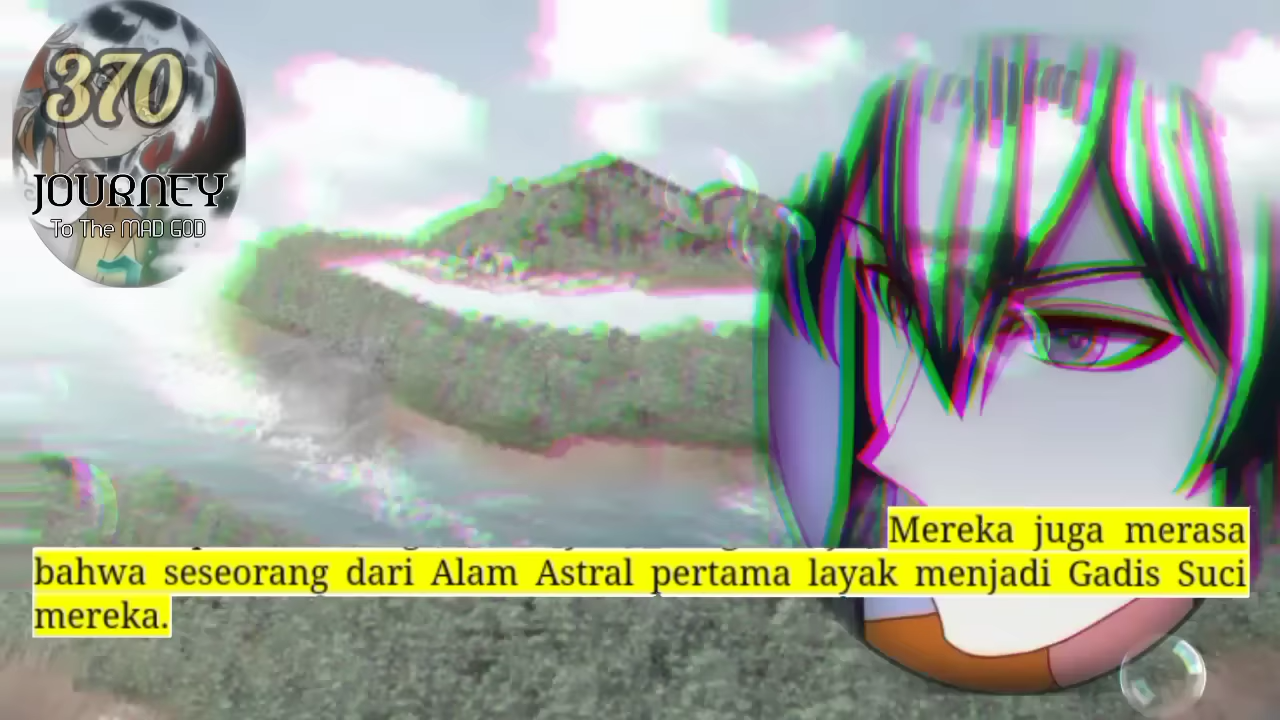 370
JOURNEY
To The MAD GOD
Mereka juga merasa
bahwa seseorang dari Alam Astral pertama layak menjadi Gadis Suci
mereka.